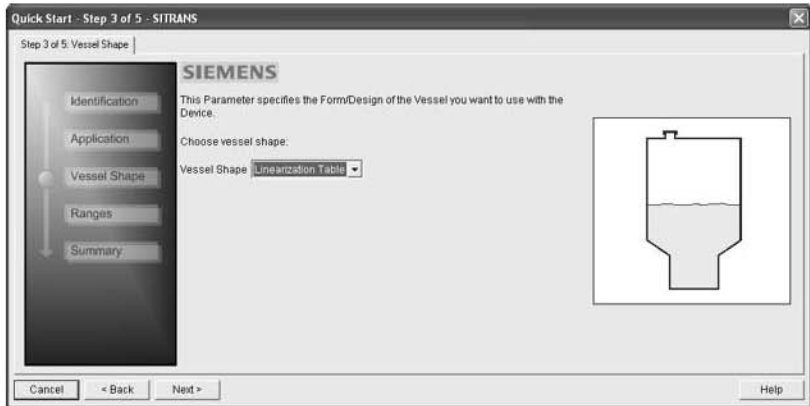 Quick Start - Step 3 of 5 - SITRANS
Step 3 of 5: Vessel Shape
SIEMENS
Identification
Application
Vessel Shape
Ranges
Summary
This Parameter specifies the Form/Design of the Vessel you want to use with the
Device.
Choose vessel shape:
Vessel Shape Linearization Table
Cancel
< Back
Next >
Help